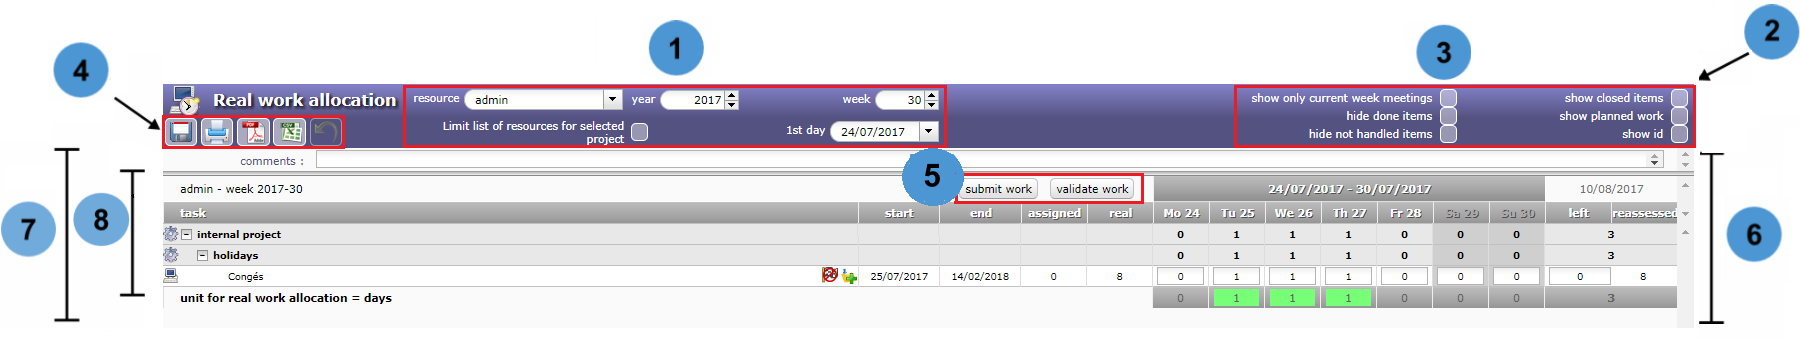 1
2
3
4
Real work allocation
resource admin year 2017 week 30
Limit list of resources for selected
project
1st day 24/07/2017
show only current week meetings show closed items
hide done items show planned work
hide not handled items show id
PDF
CSV
comments :
5
6
7
8
admin - week 2017-30 submit work validate work 24/07/2017 - 30/07/2017 10/08/2017
task start end assigned real Mo 24 Tu 25 We 26 Th 27 Fr 28 Sa 29 Su 30 left reassessed
internal project 0 1 1 1 0 0 0 3
holidays 0 1 1 1 0 0 0 3
Congés 25/07/2017 14/02/2018 0 8 0 1 1 1 0 0 0 0 8
unit for real work allocation = days 0 1 1 1 0 0 0 3